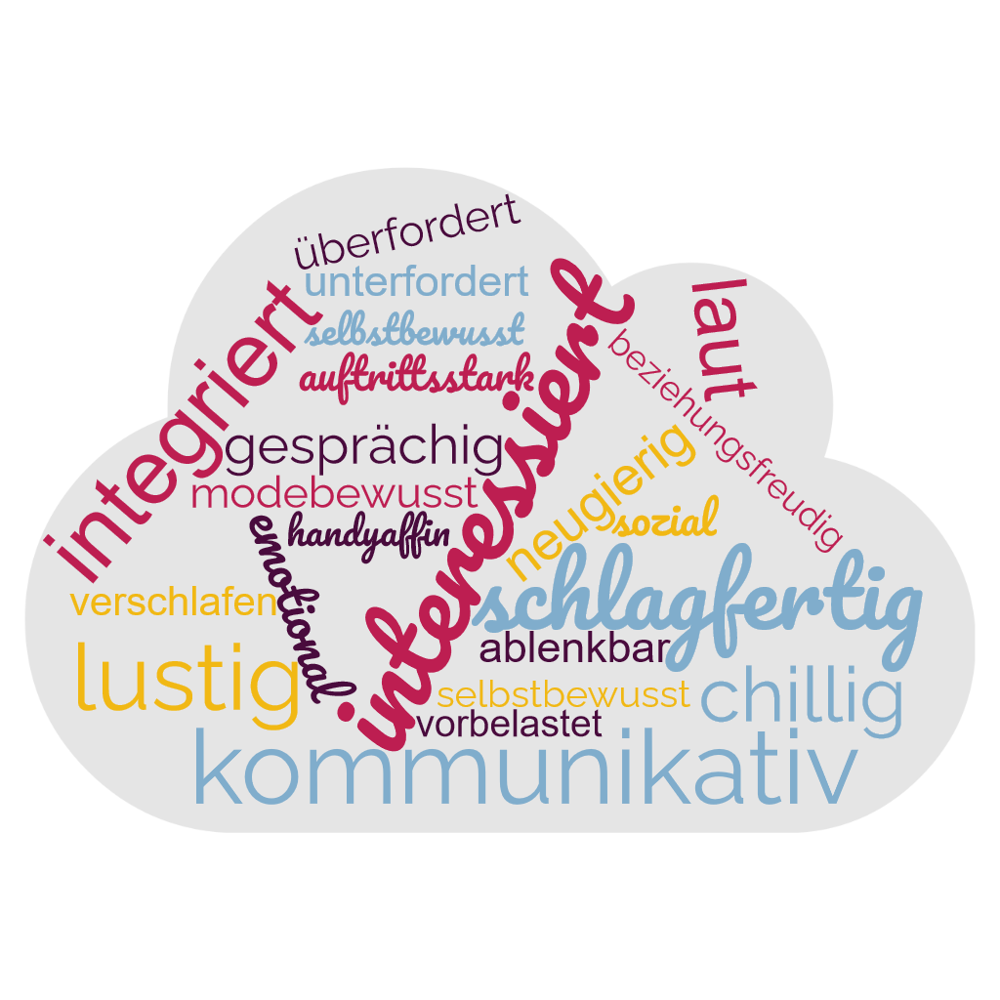 überfordert
unterfordert
integriert
selbstbewusst
auftrittsstark
interessiert
laut
beziehungsfreudig
gesprächig
modebewusst
neugierig
handyaffin
sozial
emotional
schlagfertig
verschlafen
ablenkbar
lustig
selbstbewusst
chillig
vorbelastet
kommunikativ